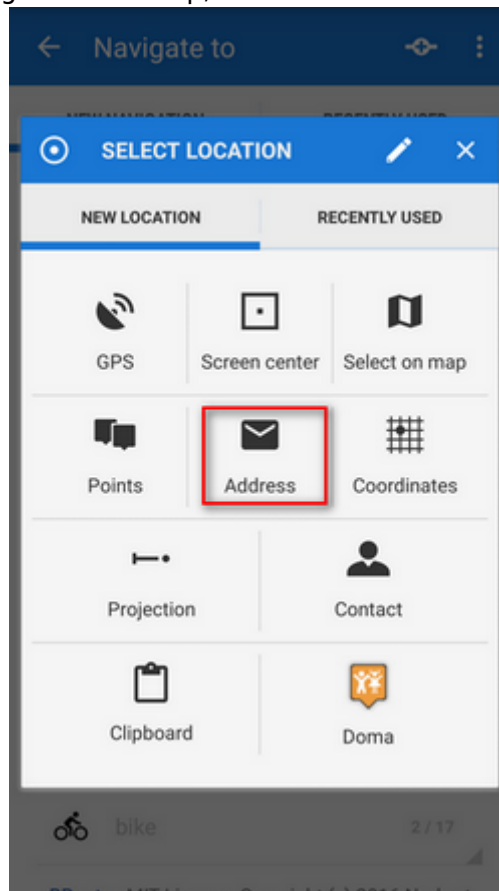 Navigate to
SELECT LOCATION
NEW LOCATION RECENTLY USED
GPS Screen center Select on map
Points Address Coordinates
Projection Contact
Clipboard Doma
bike 2 / 17